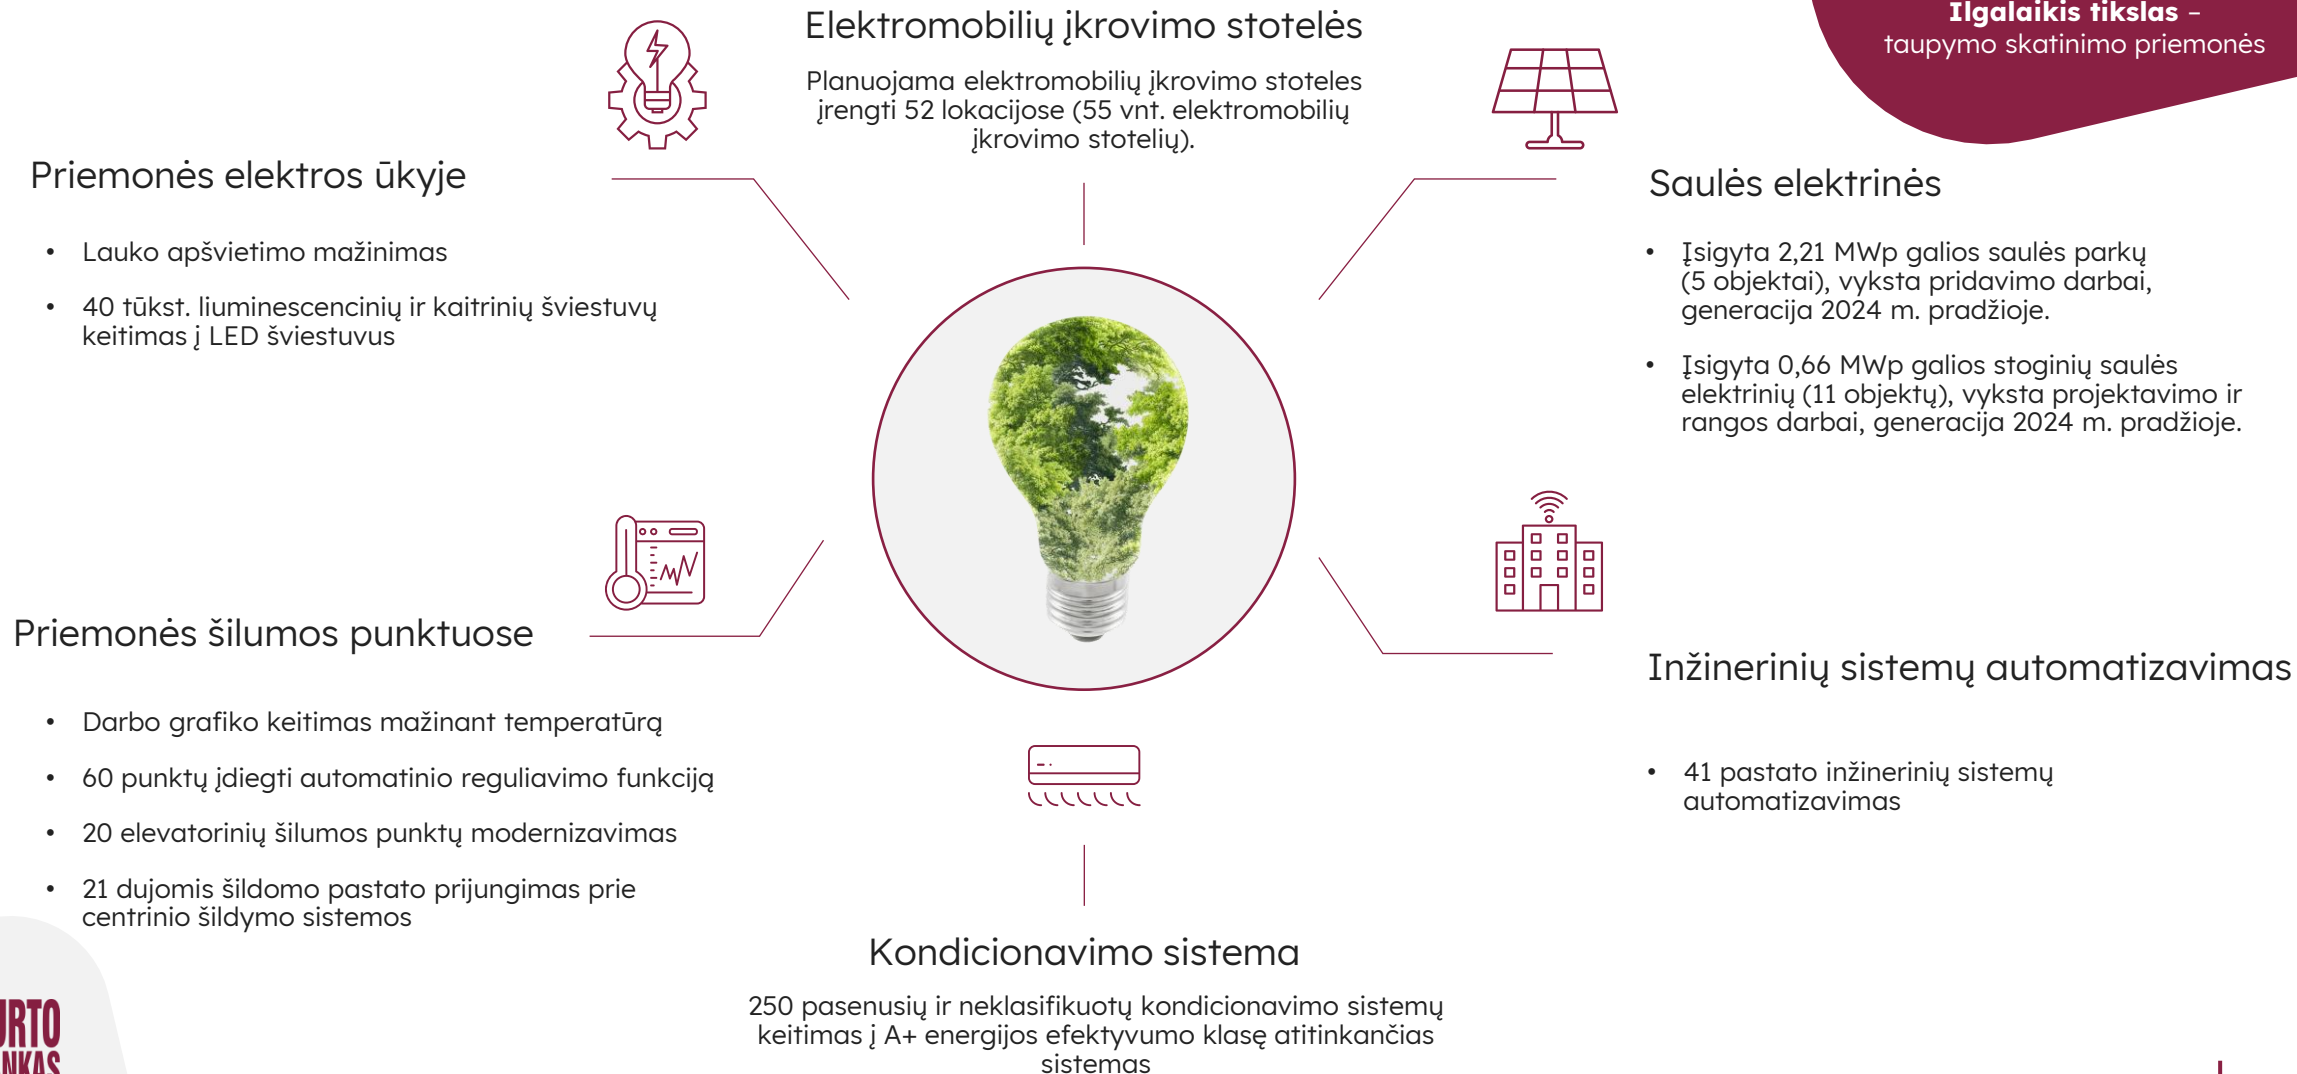 Elektromobilių įkrovimo stotelės
Planuojama elektromobilių įkrovimo stoteles
įrengti 52 lokacijose (55 vnt. elektromobilių
įkrovimo stotelių).
Ilgalaikis tikslas –
taupymo skatinimo priemonės
Priemonės elektros ūkyje
• Lauko apšvietimo mažinimas
• 40 tūkst. liuminescencinių ir kaitrinių šviestuvų
keitimas į LED šviestuvus
Saulės elektrinės
• Įsigyta 2,21 MWp galios saulės parkų
(5 objektai), vyksta pridavimo darbai,
generacija 2024 m. pradžioje.
• Įsigyta 0,66 MWp galios stoginių saulės
elektrinių (11 objektų), vyksta projektavimo ir
rangos darbai, generacija 2024 m. pradžioje.
Priemonės šilumos punktuose
• Darbo grafiko keitimas mažinant temperatūrą
• 60 punktų įdiegti automatinio reguliavimo funkciją
• 20 elevatorinių šilumos punktų modernizavimas
• 21 dujomis šildomo pastato prijungimas prie
centrinio šildymo sistemos
Inžinerinių sistemų automatizavimas
• 41 pastato inžinerinių sistemų
automatizavimas
Kondicionavimo sistema
250 pasenusių ir neklasifikuotų kondicionavimo sistemų
keitimas į A+ energijos efektyvumo klasę atitinkančias
sistemas